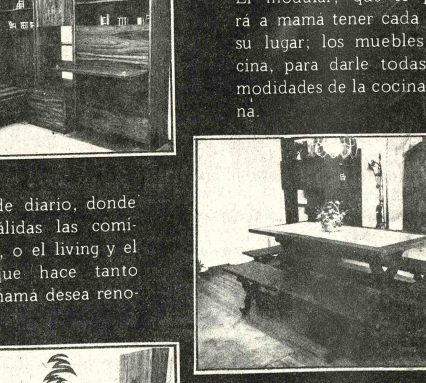 El modular, que le p
rá a mamá tener cada
su lugar; los muebles
cina, para darle todas
modidades de la cocina
na.
de diario, donde
álidas las comi-
, o el living y el
que hace tanto
mamá desea reno-